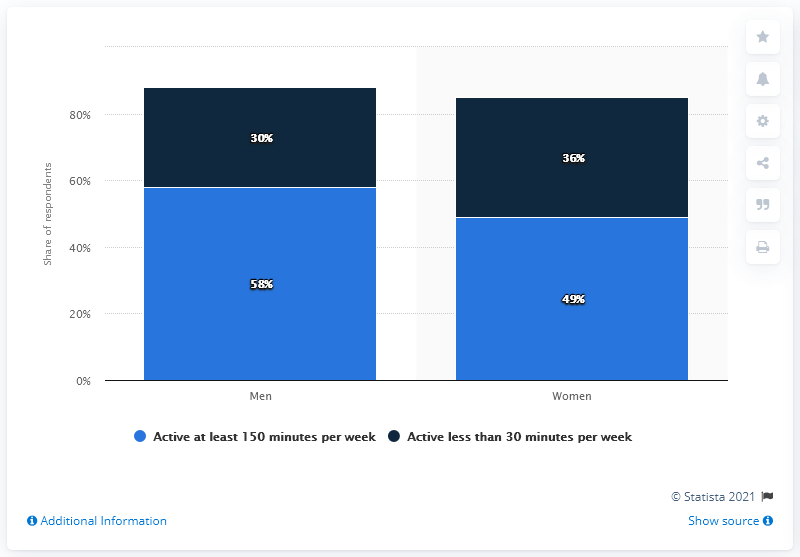 Share of respondents
80%
60%
40%
20%
0%
30%
58%
36%
49%
Men
Women
Active at least 150 minutes per week
Active less than 30 minutes per week
© Statista 2021
Additional Information
Show source